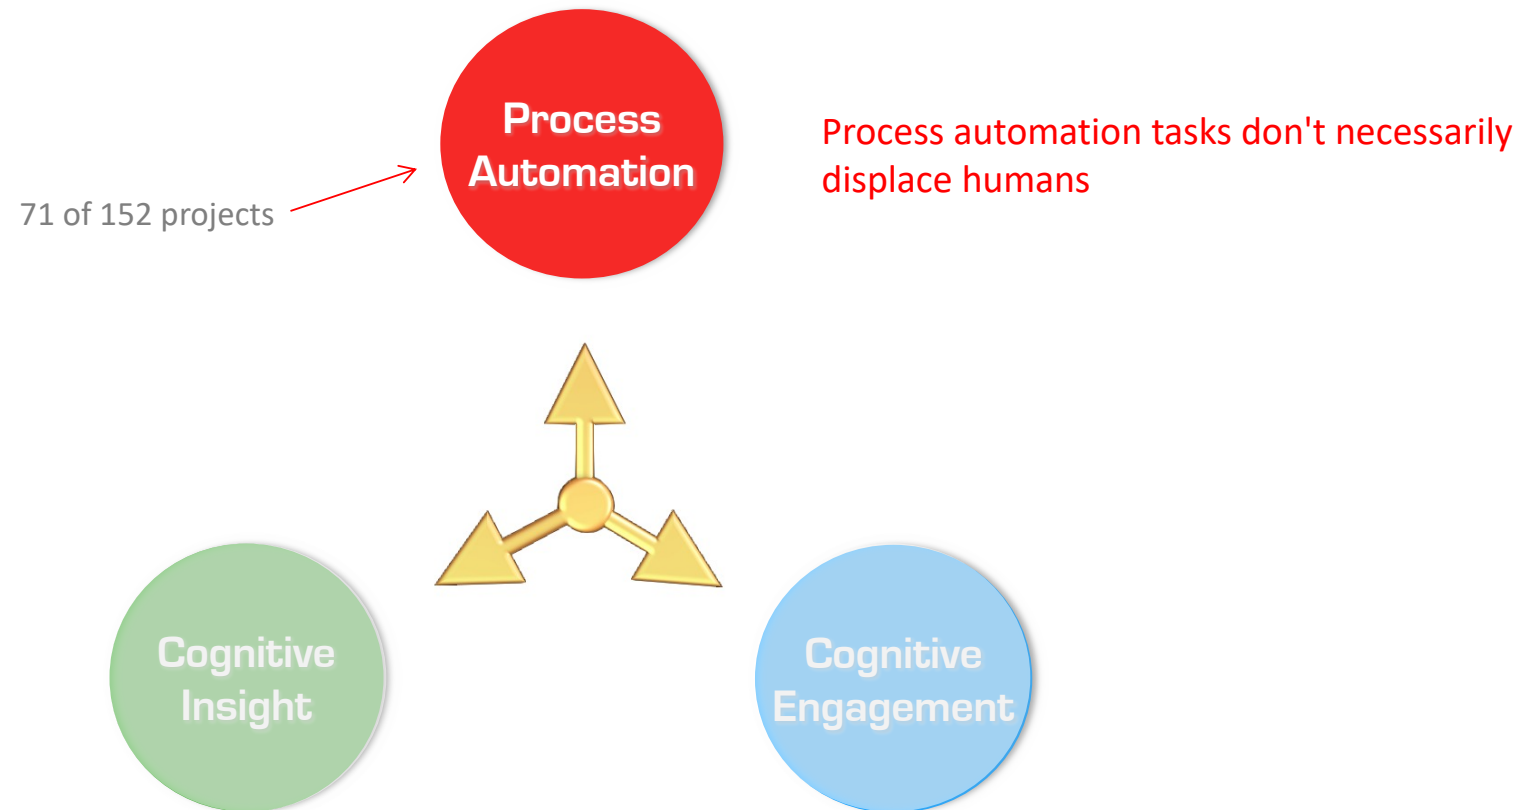 Process
Automation
Process automation tasks don't necessarily
displace humans
71 of 152 projects
Cognitive
Insight
Cognitive
Engagement